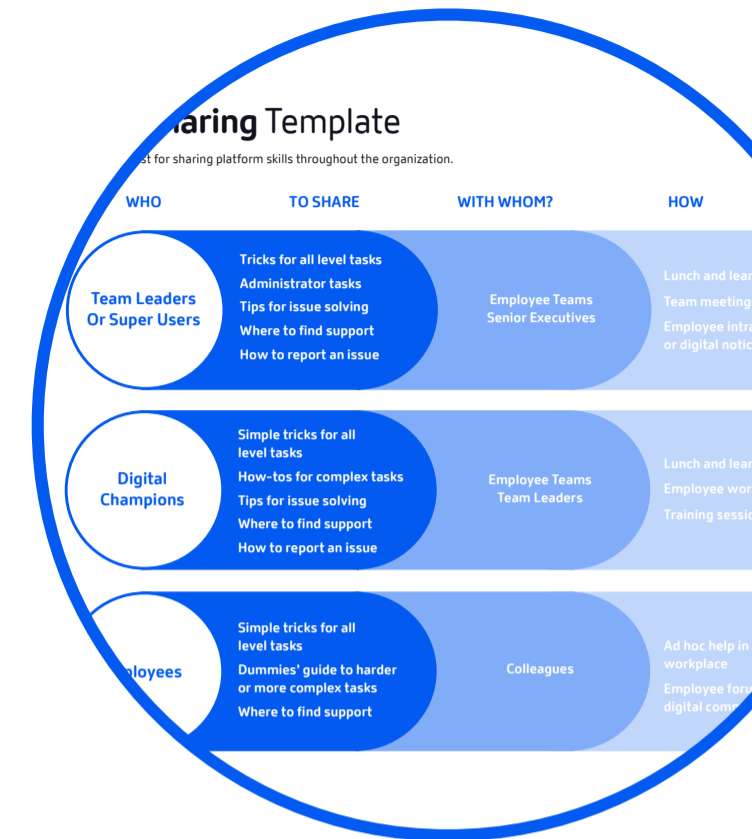 aring Template
st for sharing platform skills throughout the organization.
WHO
TO SHARE
WITH WHOM?
HOW
Team Leaders
Or Super Users
Tricks for all level tasks
Administrator tasks
Tips for issue solving
Where to find support
How to report an issue
Employee Teams
Senior Executives
Lunch and lear
Team meetings
Employee intra
or digital notic
Digital
Champions
Simple tricks for all
level tasks
How-tos for complex tasks
Tips for issue solving
Where to find support
How to report an issue
Employee Teams
Team Leaders
Lunch and lear
Employee wor
Training sessio
ployees
Simple tricks for all
level tasks
Dummies' guide to harder
or more complex tasks
Where to find support
Colleagues
Ad hoc help in
workplace
Employee foru
digital comm